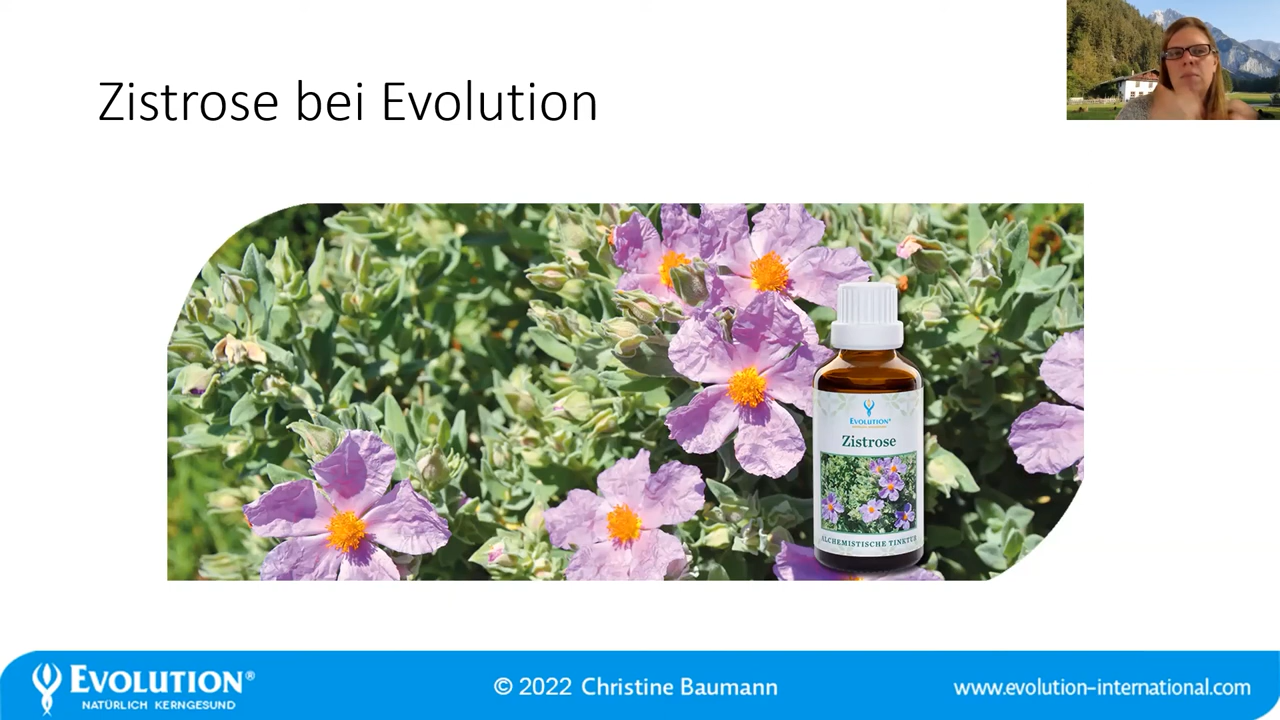 Zistrose bei Evolution
EVOLUTION®
Zistrose
ALCHEMISTISCHE TINKTUR
EVOLUTION®
NATÜRLICH KERNGESUND
© 2022 Christine Baumann
www.evolution-international.com